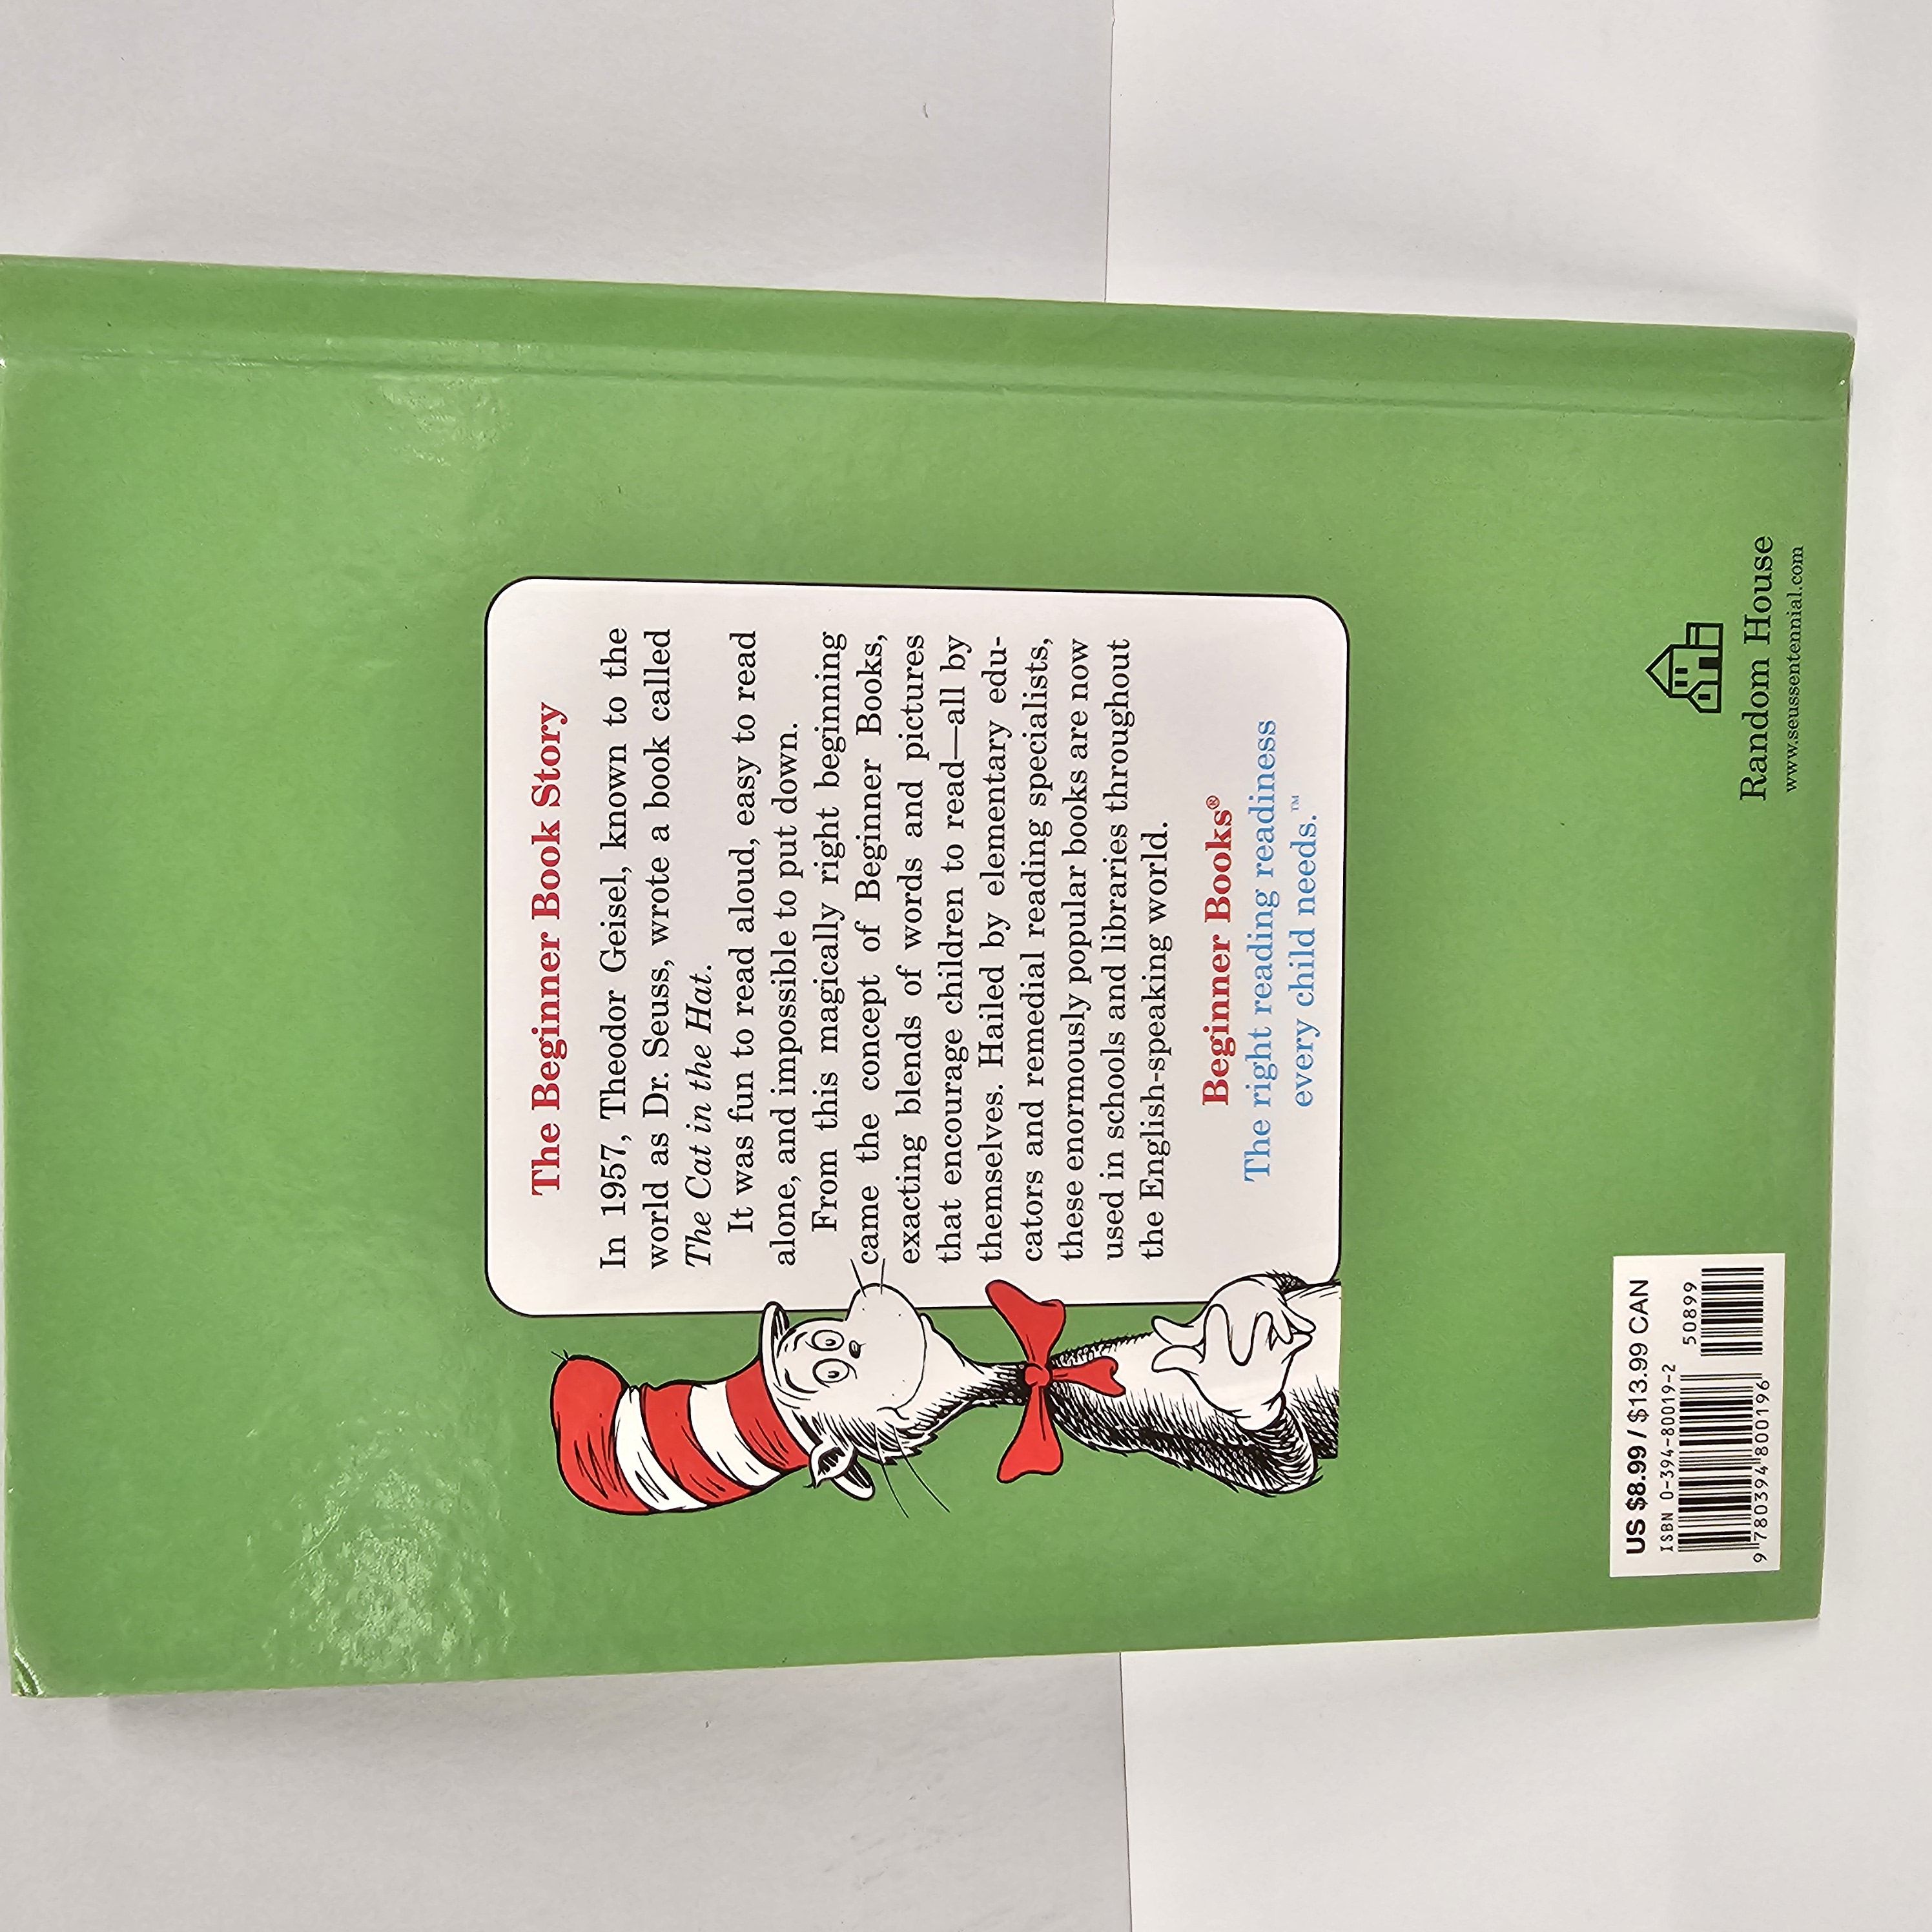 The Beginner Book Story
In 1957, Theodor Geisel, known to the
world as Dr. Seuss, wrote a book called
The Cat in the Hat.
It was fun to read aloud, easy to read
alone, and impossible to put down.
From this magically right beginning
came the concept of Beginner Books,
exacting blends of words and pictures
that encourage children to read—all by
themselves. Hailed by elementary edu-
cators and remedial reading specialists,
these enormously popular books are now
used in schools and libraries throughout
the English-speaking world.
Beginner Books®
The right reading readiness
every child needs.™
US $8.99 / $13.99 CAN
ISBN 0-394-80019-2
50899
9 780394 800196
Random House
www.seussentennial.com